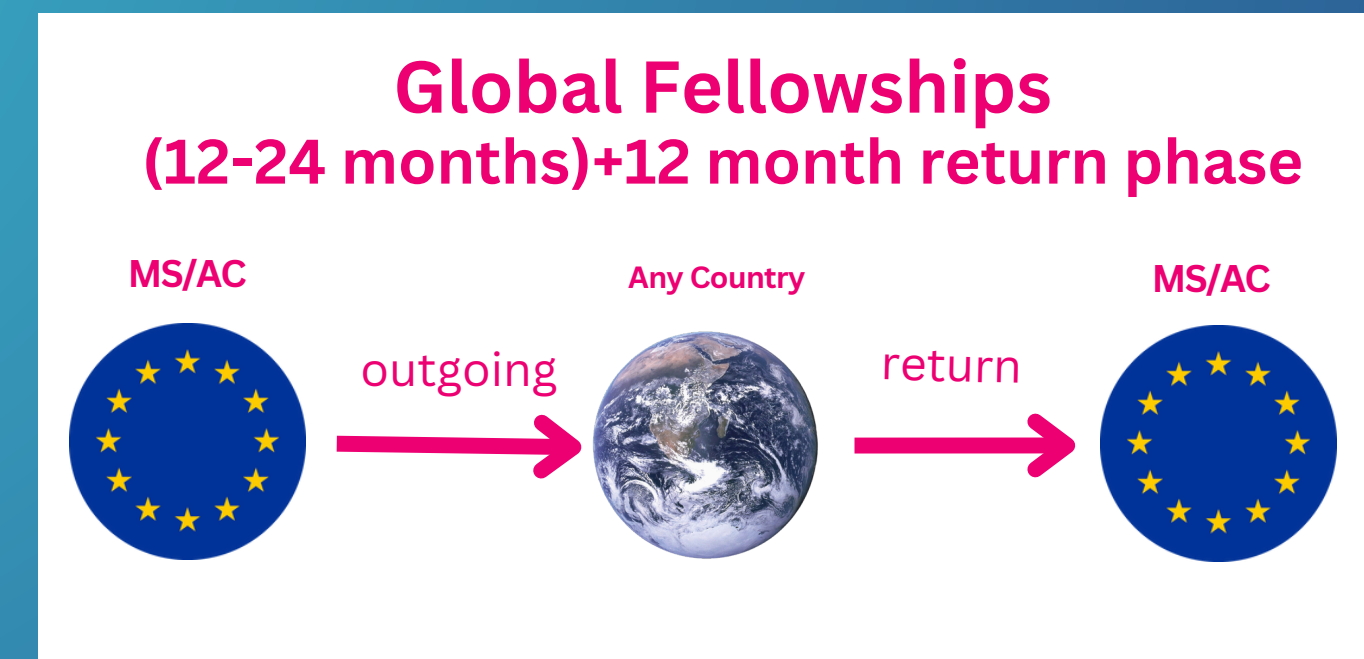 Global Fellowships
(12-24 months)+12 month return phase
MS/AC
Any Country
MS/AC
outgoing
return